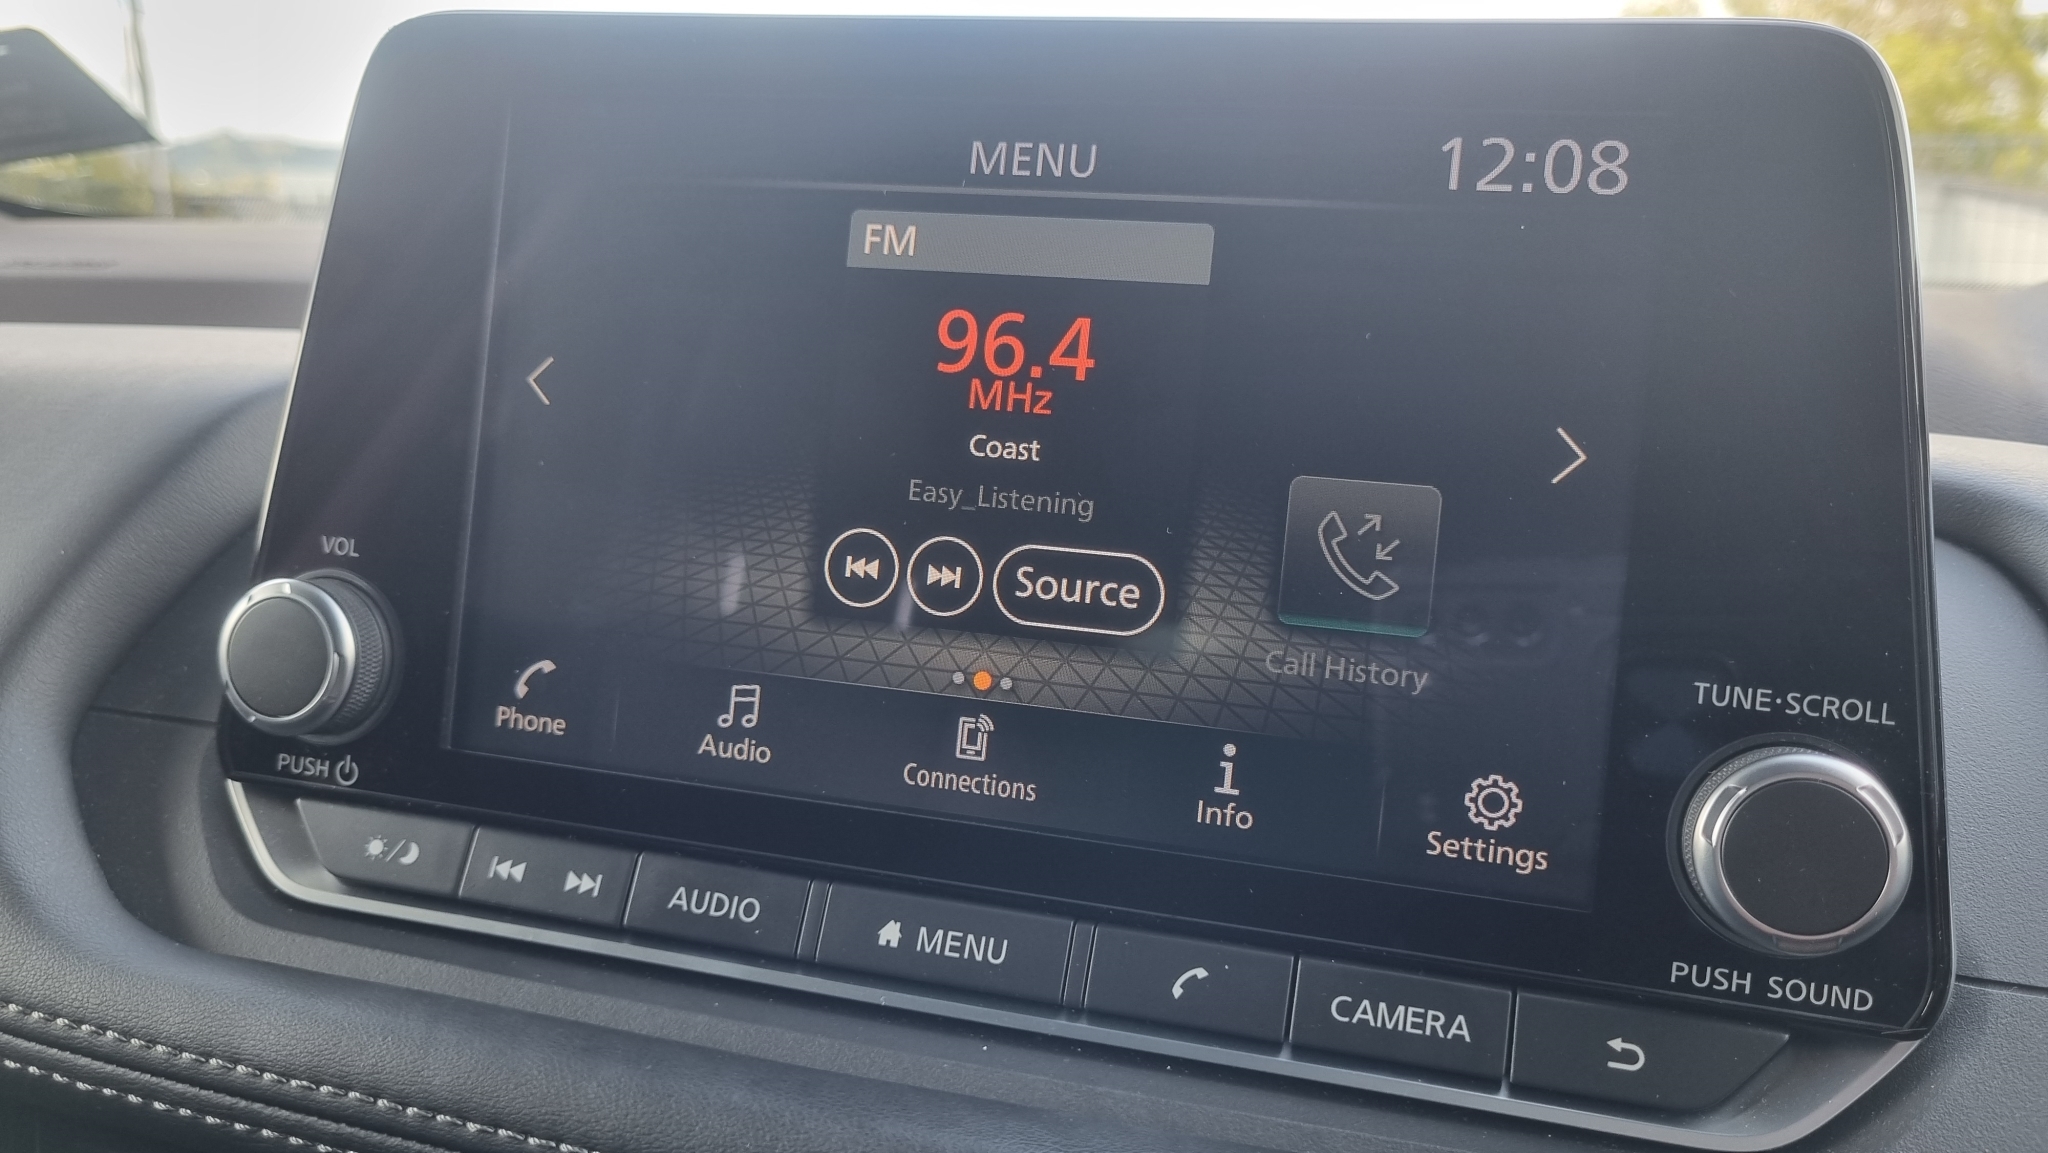 MENU
12:08
FM
96.4
MHz
Coast
Easy_Listening
Source
Call History
Phone
Audio
Connections
Info
Settings
VOL
PUSH
TUNE·SCROLL
PUSH SOUND
AUDIO
MENU
CAMERA